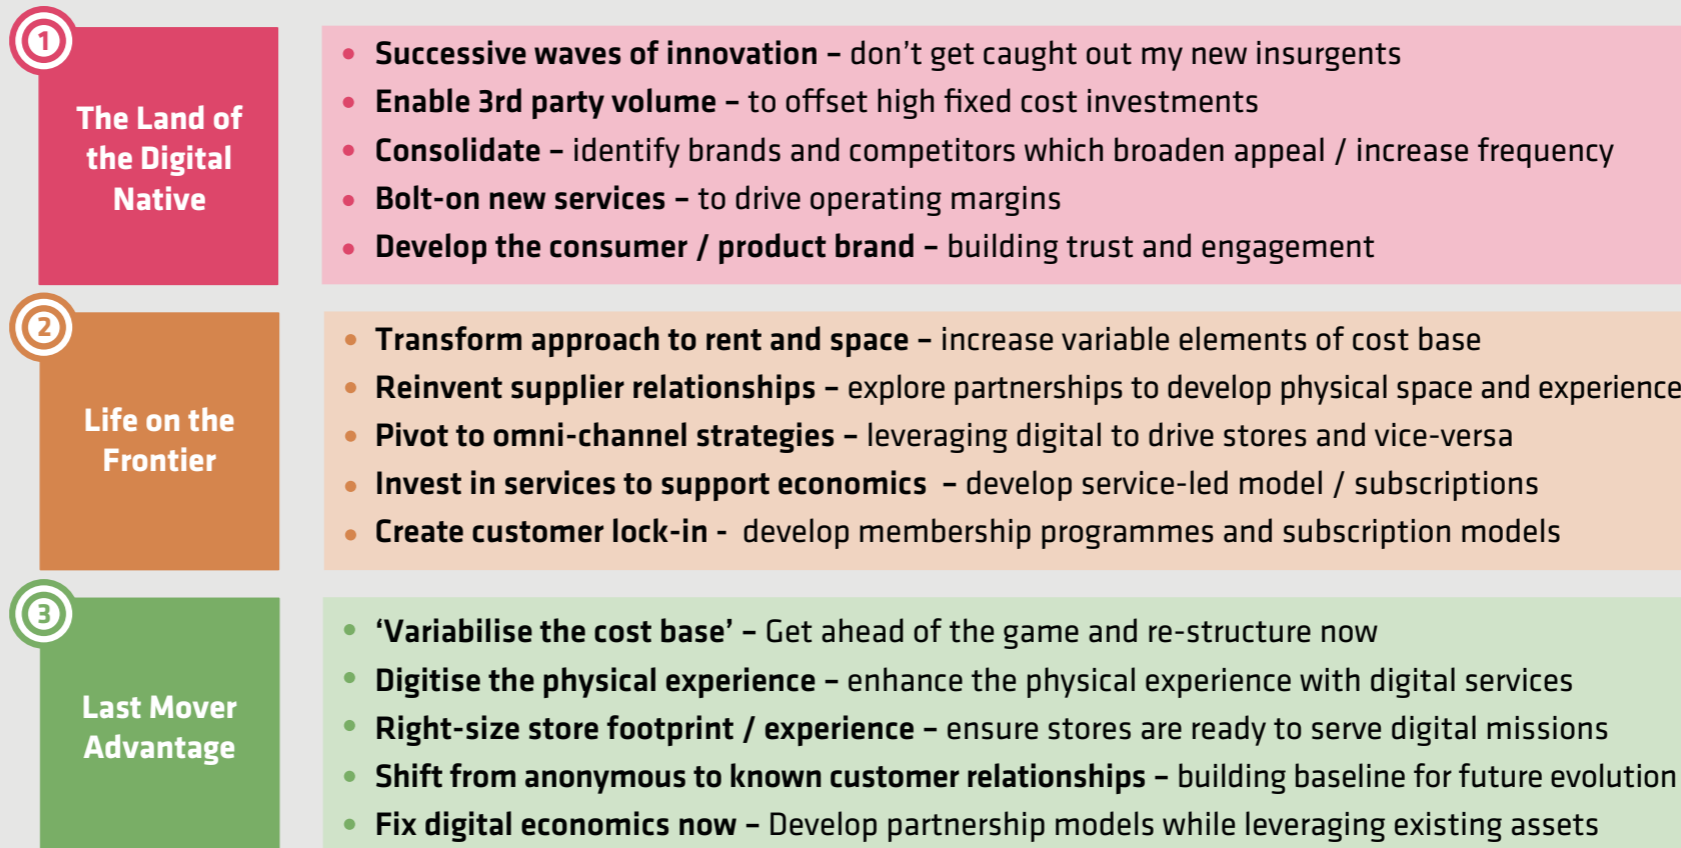 1
The Land of
the Digital
Native
• Successive waves of innovation – don’t get caught out my new insurgents
• Enable 3rd party volume – to offset high fixed cost investments
• Consolidate – identify brands and competitors which broaden appeal / increase frequency
• Bolt-on new services – to drive operating margins
• Develop the consumer / product brand – building trust and engagement
2
Life on the
Frontier
• Transform approach to rent and space – increase variable elements of cost base
• Reinvent supplier relationships – explore partnerships to develop physical space and experience
• Pivot to omni-channel strategies – leveraging digital to drive stores and vice-versa
• Invest in services to support economics – develop service-led model / subscriptions
• Create customer lock-in - develop membership programmes and subscription models
3
Last Mover
Advantage
• ‘Variabilise the cost base’ – Get ahead of the game and re-structure now
• Digitise the physical experience – enhance the physical experience with digital services
• Right-size store footprint / experience – ensure stores are ready to serve digital missions
• Shift from anonymous to known customer relationships – building baseline for future evolution
• Fix digital economics now – Develop partnership models while leveraging existing assets